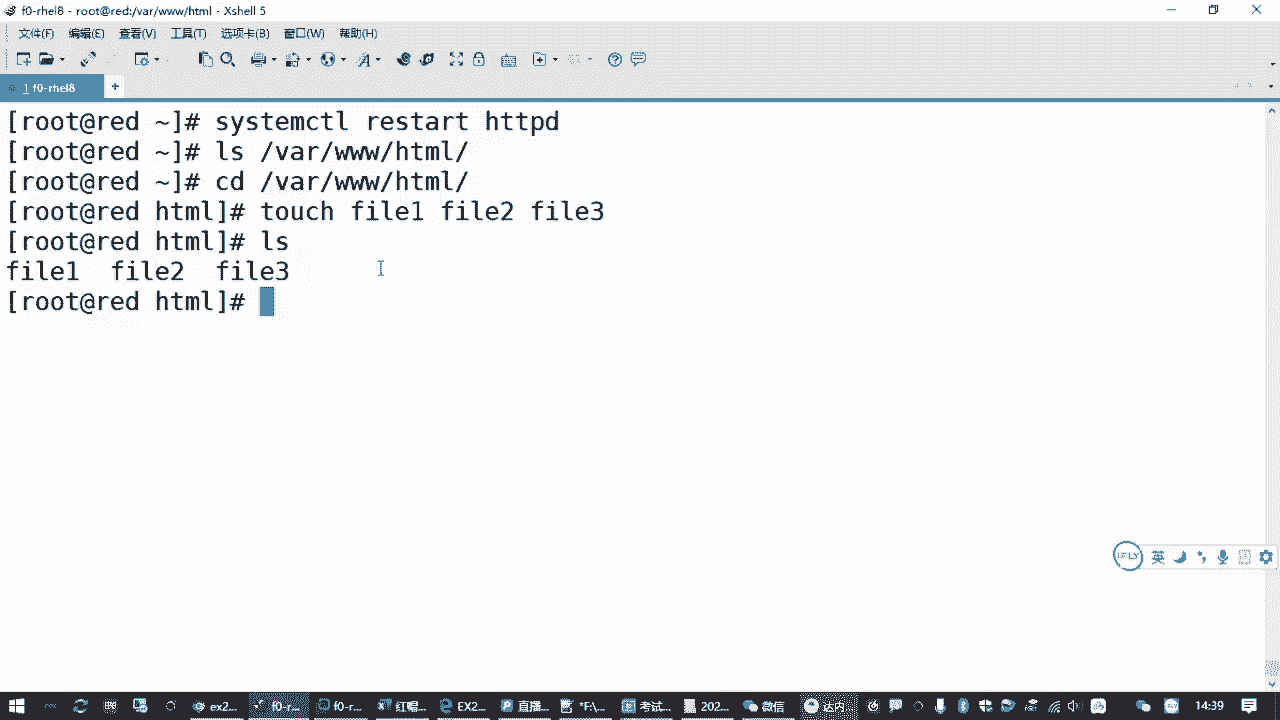 f0-rhel8 - root@red:/var/www/html - Xshell 5
文件(F) 编辑(E) 查看(V) 工具(T) 选项卡(B) 窗口(W) 帮助(H)
1 f0-rhel8
[root@red ~]# systemctl restart httpd
[root@red ~]# ls /var/www/html/
[root@red ~]# cd /var/www/html/
[root@red html]# touch file1 file2 file3
[root@red html]# ls
file1 file2 file3
[root@red html]#
iFLY 英
ex2... f0-r... f0-r... 红帽... EX2... 直播... *F:\... 考试... 202... 微信 达内... 14:39